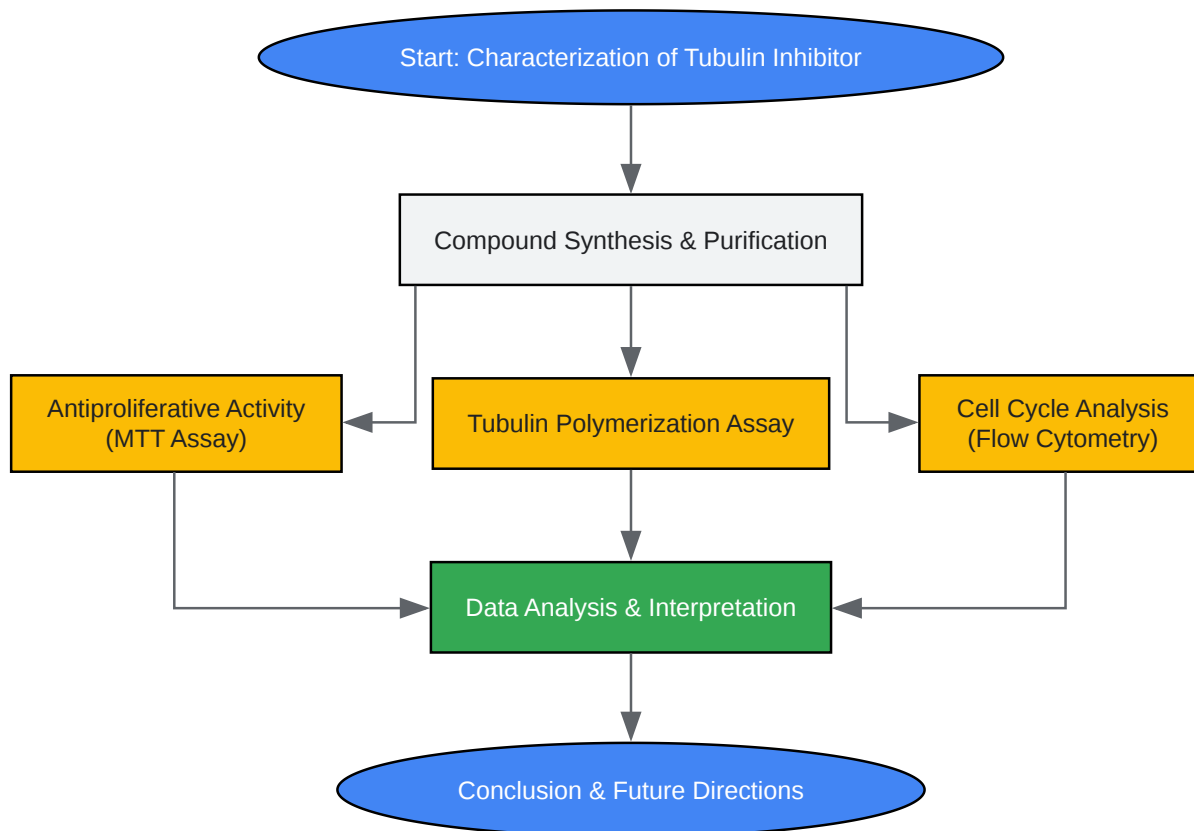 Start: Characterization of Tubulin Inhibitor
Compound Synthesis & Purification
Antiproliferative Activity
(MTT Assay)
Tubulin Polymerization Assay
Cell Cycle Analysis
(Flow Cytometry)
Data Analysis & Interpretation
Conclusion & Future Directions